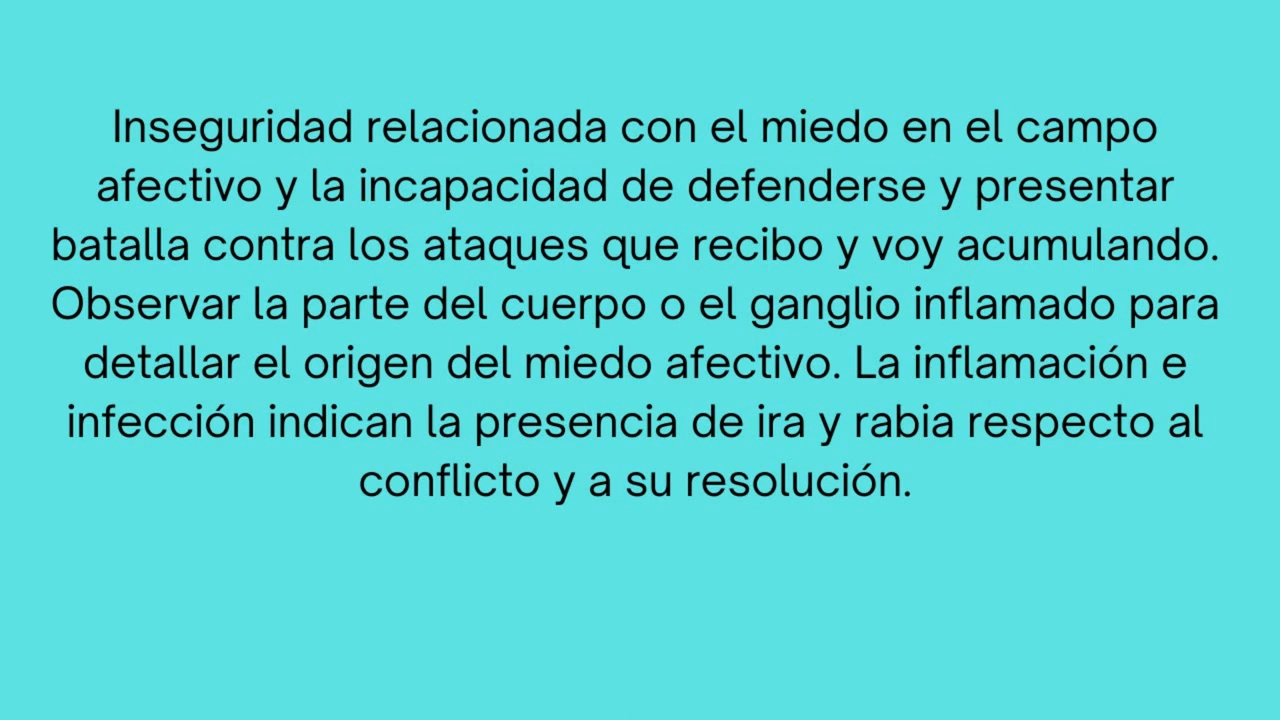 Inseguridad relacionada con el miedo en el campo
afectivo y la incapacidad de defenderse y presentar
batalla contra los ataques que recibo y voy acumulando.
Observar la parte del cuerpo o el ganglio inflamado para
detallar el origen del miedo afectivo. La inflamación e
infección indican la presencia de ira y rabia respecto al
conflicto y a su resolución.